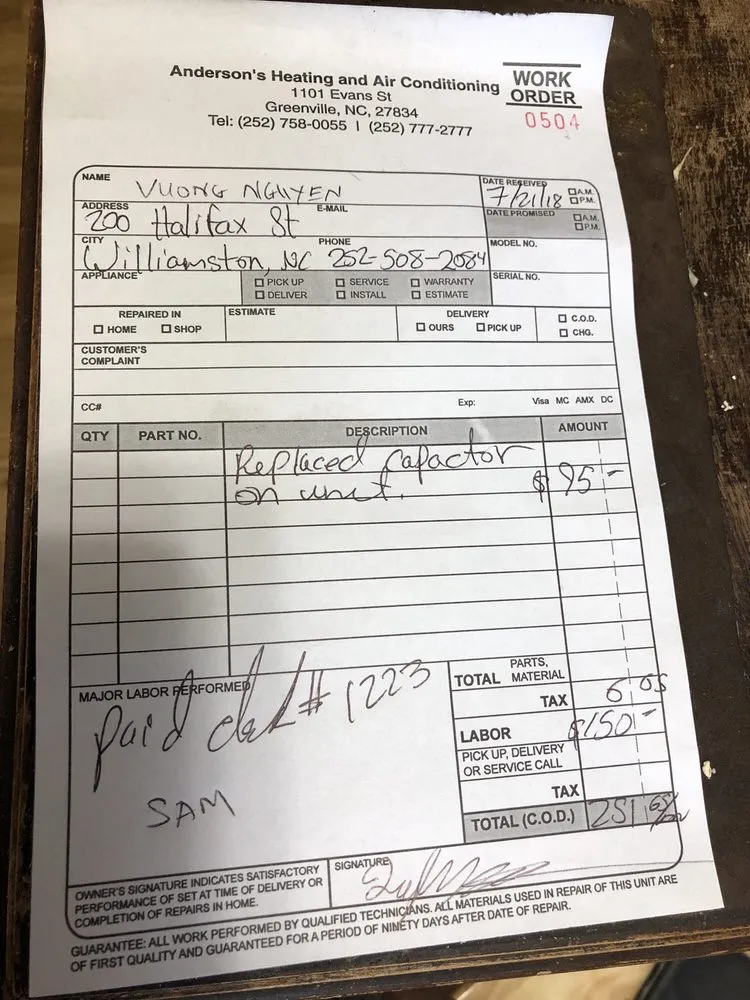 Anderson's Heating and Air Conditioning
1101 Evans St
Greenville, NC, 27834
Tel: (252) 758-0055 | (252) 777-2777
WORK
ORDER
0504
NAME
VUONG NGUYEN
DATE RECEIVED
7/21/18
A.M.
P.M.
ADDRESS
200 Halifax St
E-MAIL
DATE PROMISED
A.M.
P.M.
CITY
Williamston, NC
PHONE
252-508-2084
MODEL NO.
APPLIANCE
PICK UP SERVICE WARRANTY
DELIVER INSTALL ESTIMATE
SERIAL NO.
REPAIRED IN
HOME SHOP
ESTIMATE
DELIVERY
OURS PICK UP
C.O.D.
CHG.
CUSTOMER'S
COMPLAINT
CC# Exp: Visa MC AMX DC
QTY PART NO. DESCRIPTION AMOUNT
Replaced capactor
on unit. $ 95-
MAJOR LABOR PERFORMED
paid #1223
SAM
TOTAL PARTS,
MATERIAL
TAX 6 65
LABOR $150-
PICK UP, DELIVERY
OR SERVICE CALL
TAX
TOTAL (C.O.D.) 251 65/
OWNER'S SIGNATURE INDICATES SATISFACTORY
PERFORMANCE OF SET AT TIME OF DELIVERY OR
COMPLETION OF REPAIRS IN HOME.
SIGNATURE
GUARANTEE: ALL WORK PERFORMED BY QUALIFIED TECHNICIANS. ALL MATERIALS USED IN REPAIR OF THIS UNIT ARE
OF FIRST QUALITY AND GUARANTEED FOR A PERIOD OF NINETY DAYS AFTER DATE OF REPAIR.